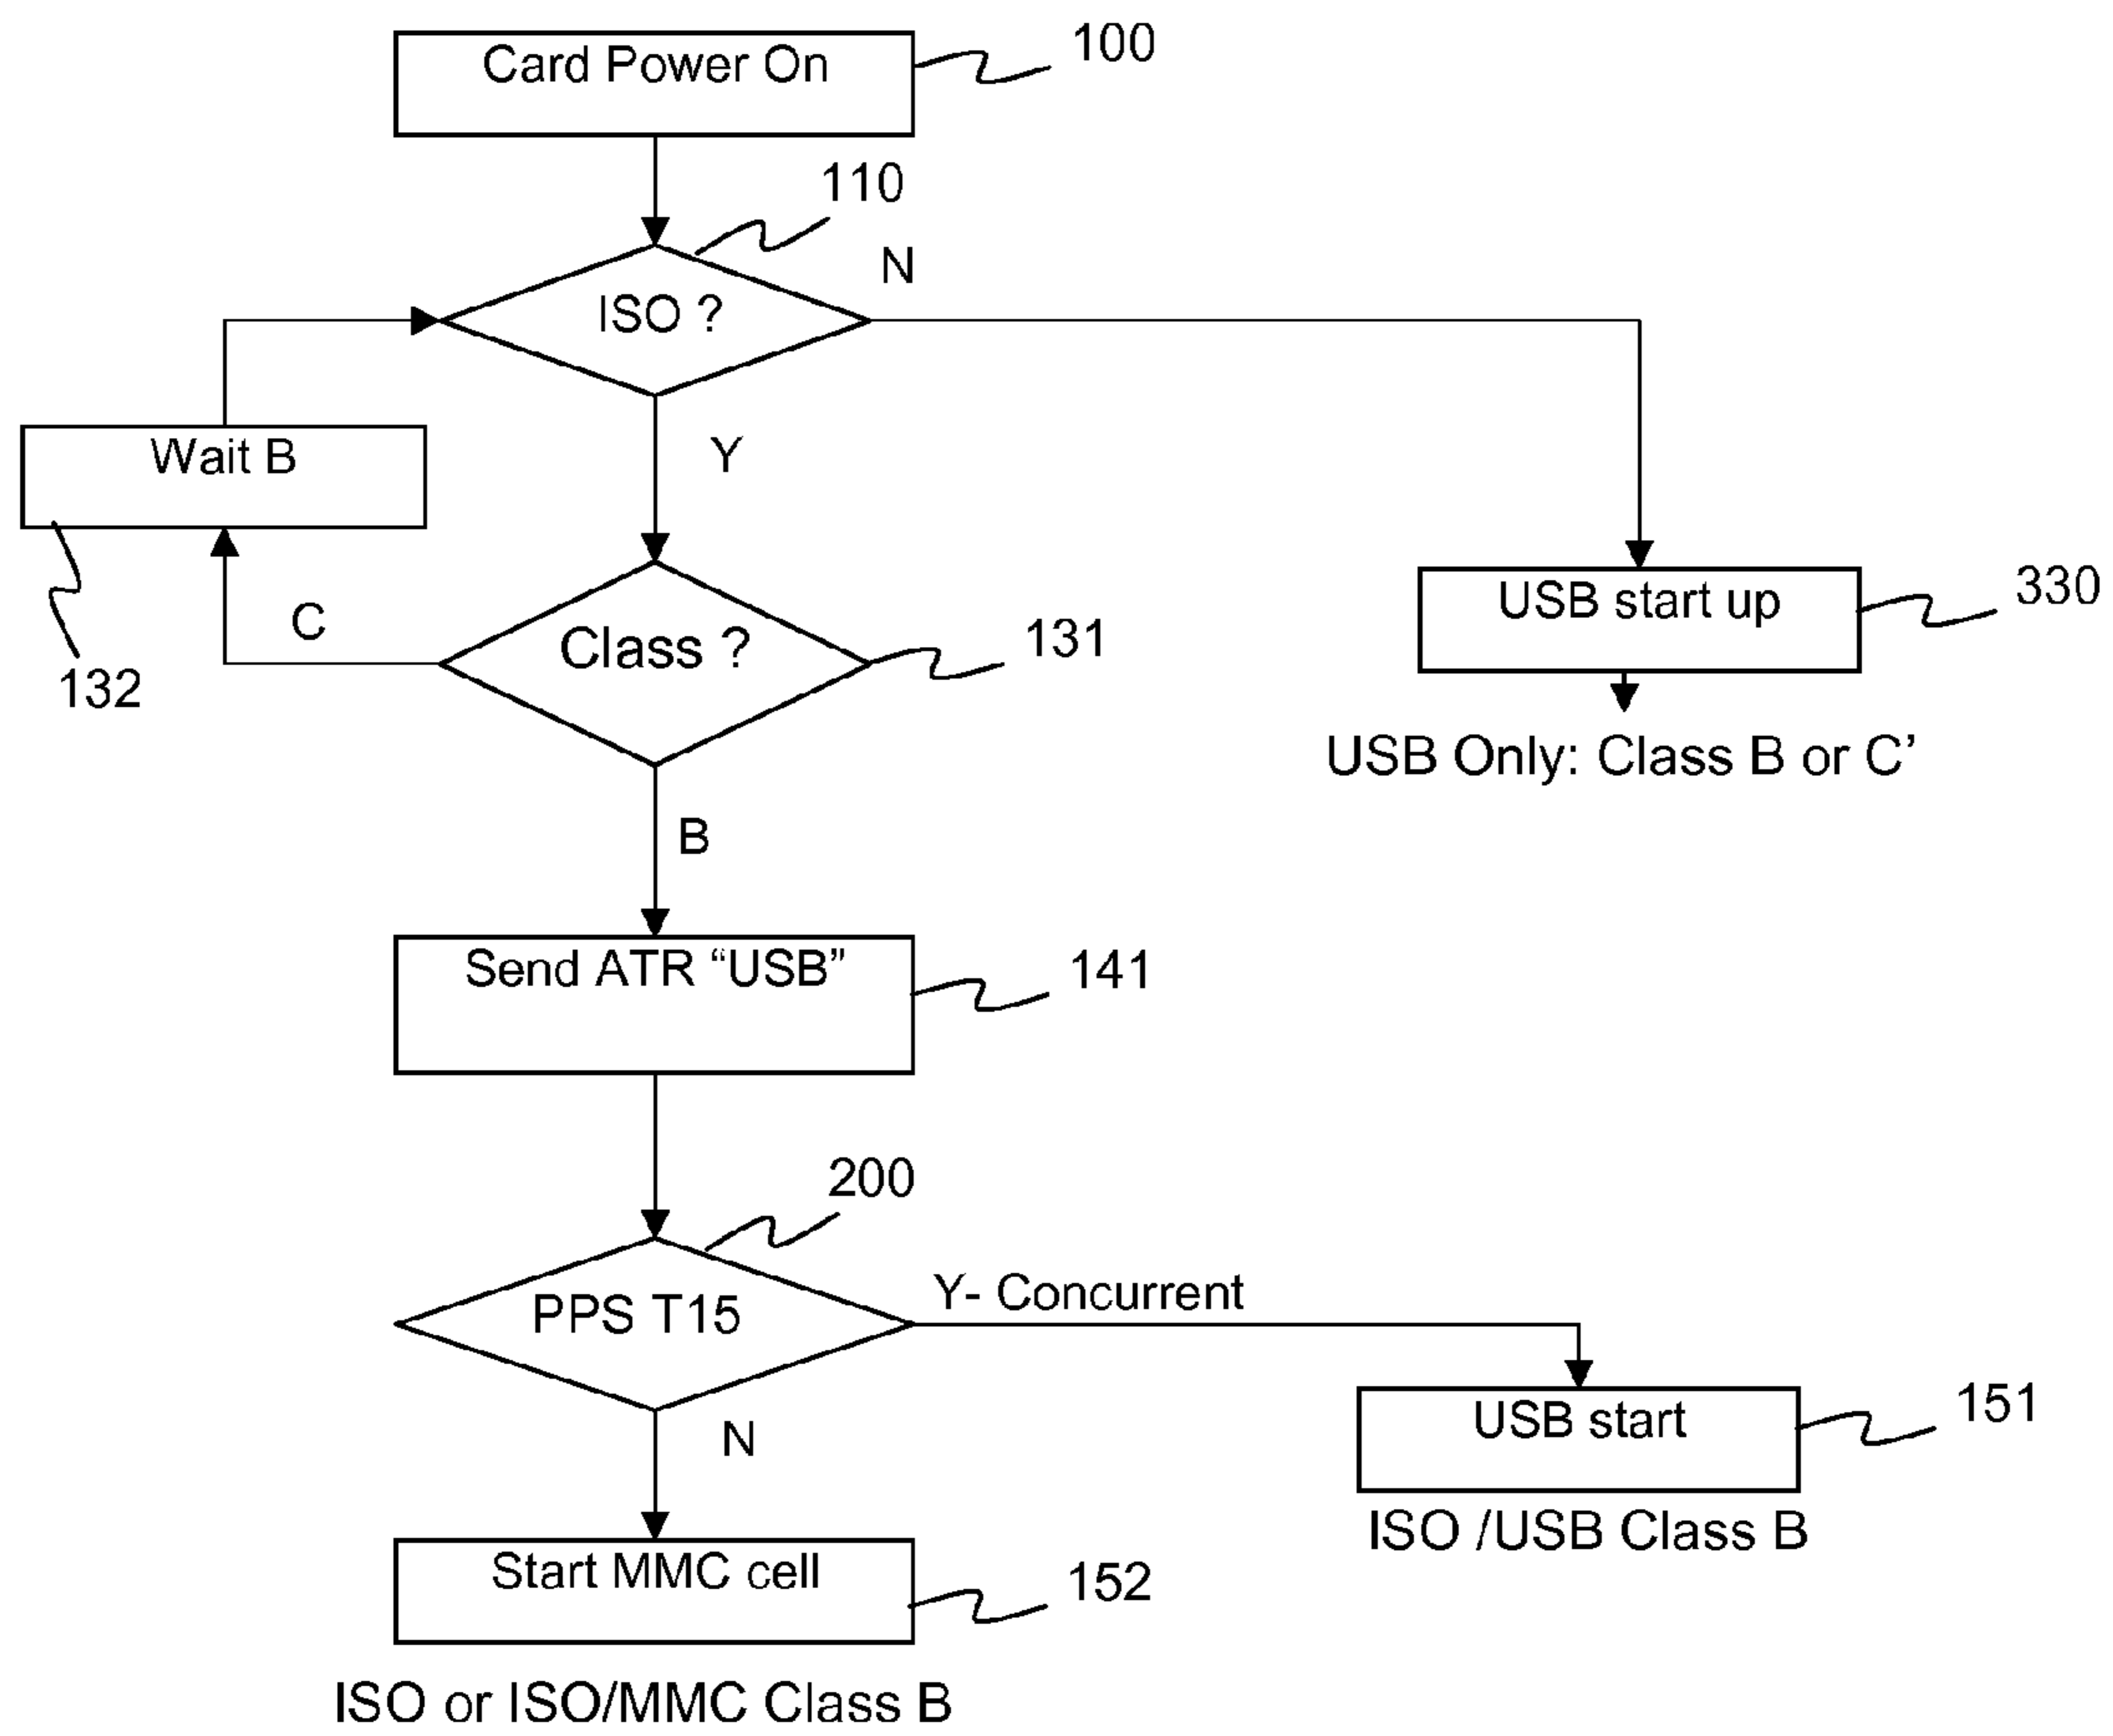 Card Power On
100
110
N
ISO ?
Wait B
Y
USB start up
330
C
Class ?
131
132
USB Only: Class B or C’
B
Send ATR “USB”
141
200
Y- Concurrent
PPS T15
USB start
151
N
ISO /USB Class B
Start MMC cell
152
ISO or ISO/MMC Class B